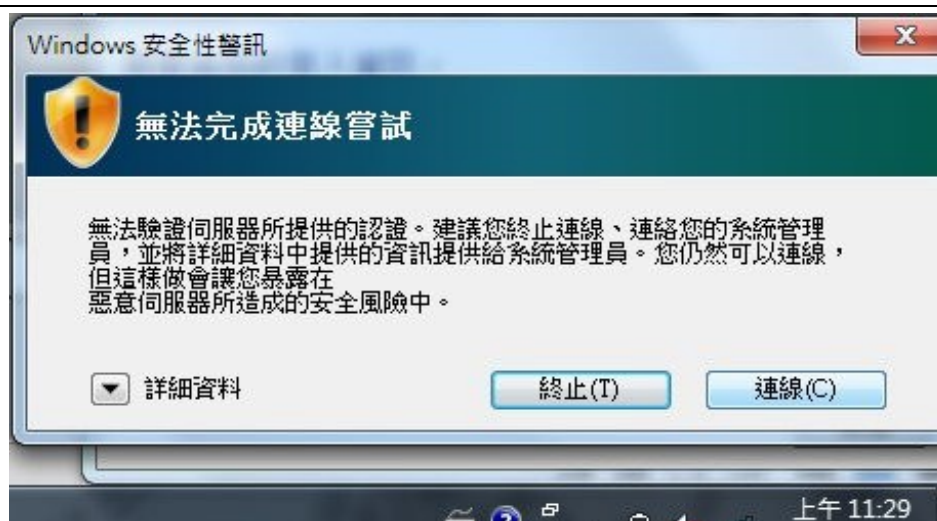 Windows 安全性警訊
無法完成連線嘗試
無法驗證伺服器所提供的認證。建議您終止連線、連絡您的系統管理
員，並將詳細資料中提供的資訊提供給系統管理員。您仍然可以連線，
但這樣做會讓您暴露在
惡意伺服器所造成的安全風險中。
詳細資料
終止(T)
連線(C)
上午 11:29